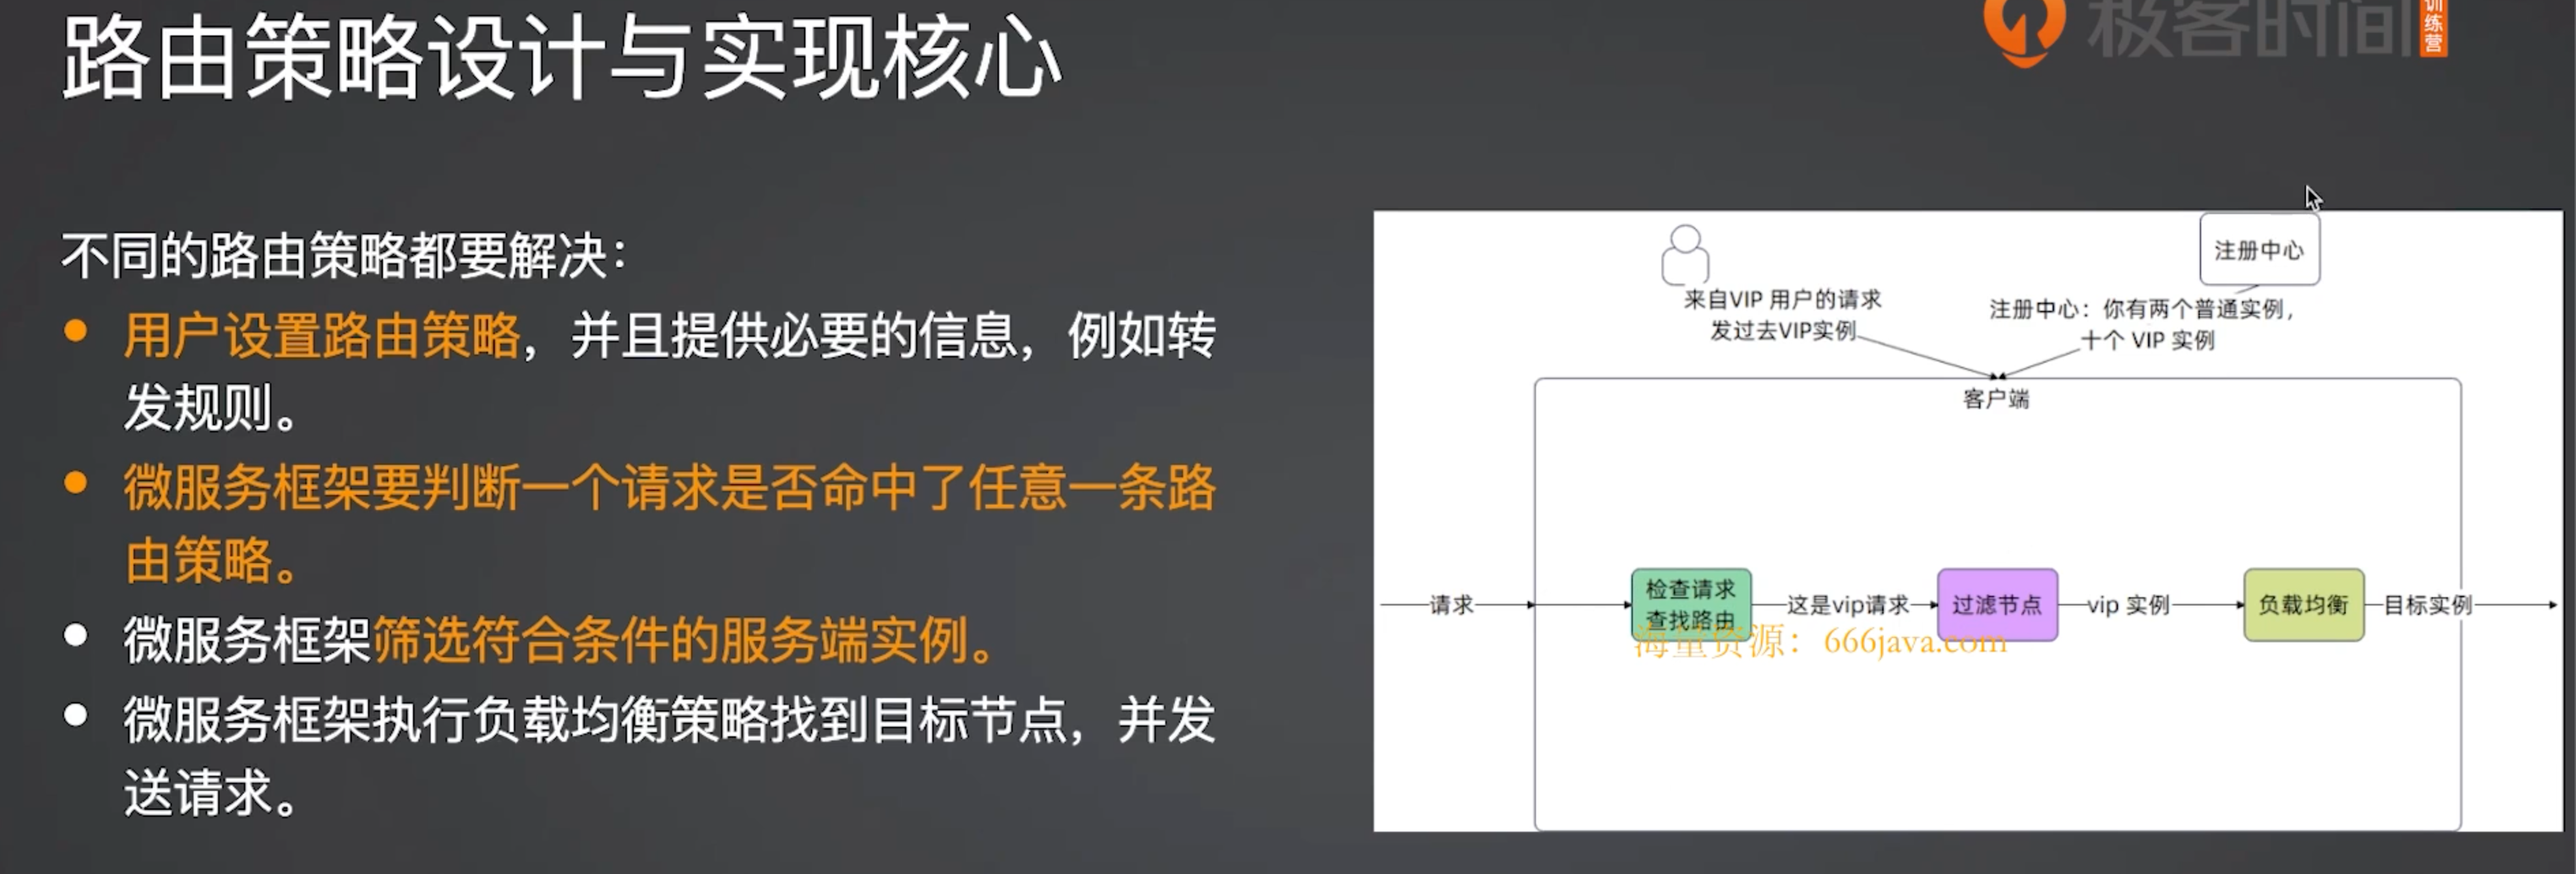 路由策略设计与实现核心
极客时间
训练营
不同的路由策略都要解决：
用户设置路由策略，并且提供必要的信息，例如转
发规则。
微服务框架要判断一个请求是否命中了任意一条路
由策略。
微服务框架筛选符合条件的服务端实例。
微服务框架执行负载均衡策略找到目标节点，并发
送请求。
注册中心
来自VIP 用户的请求
发过去VIP实例
注册中心：你有两个普通实例，
十个 VIP 实例
客户端
请求
检查请求
查找路由
这是vip请求
过滤节点
vip 实例
负载均衡
目标实例
海量资源：666java.com